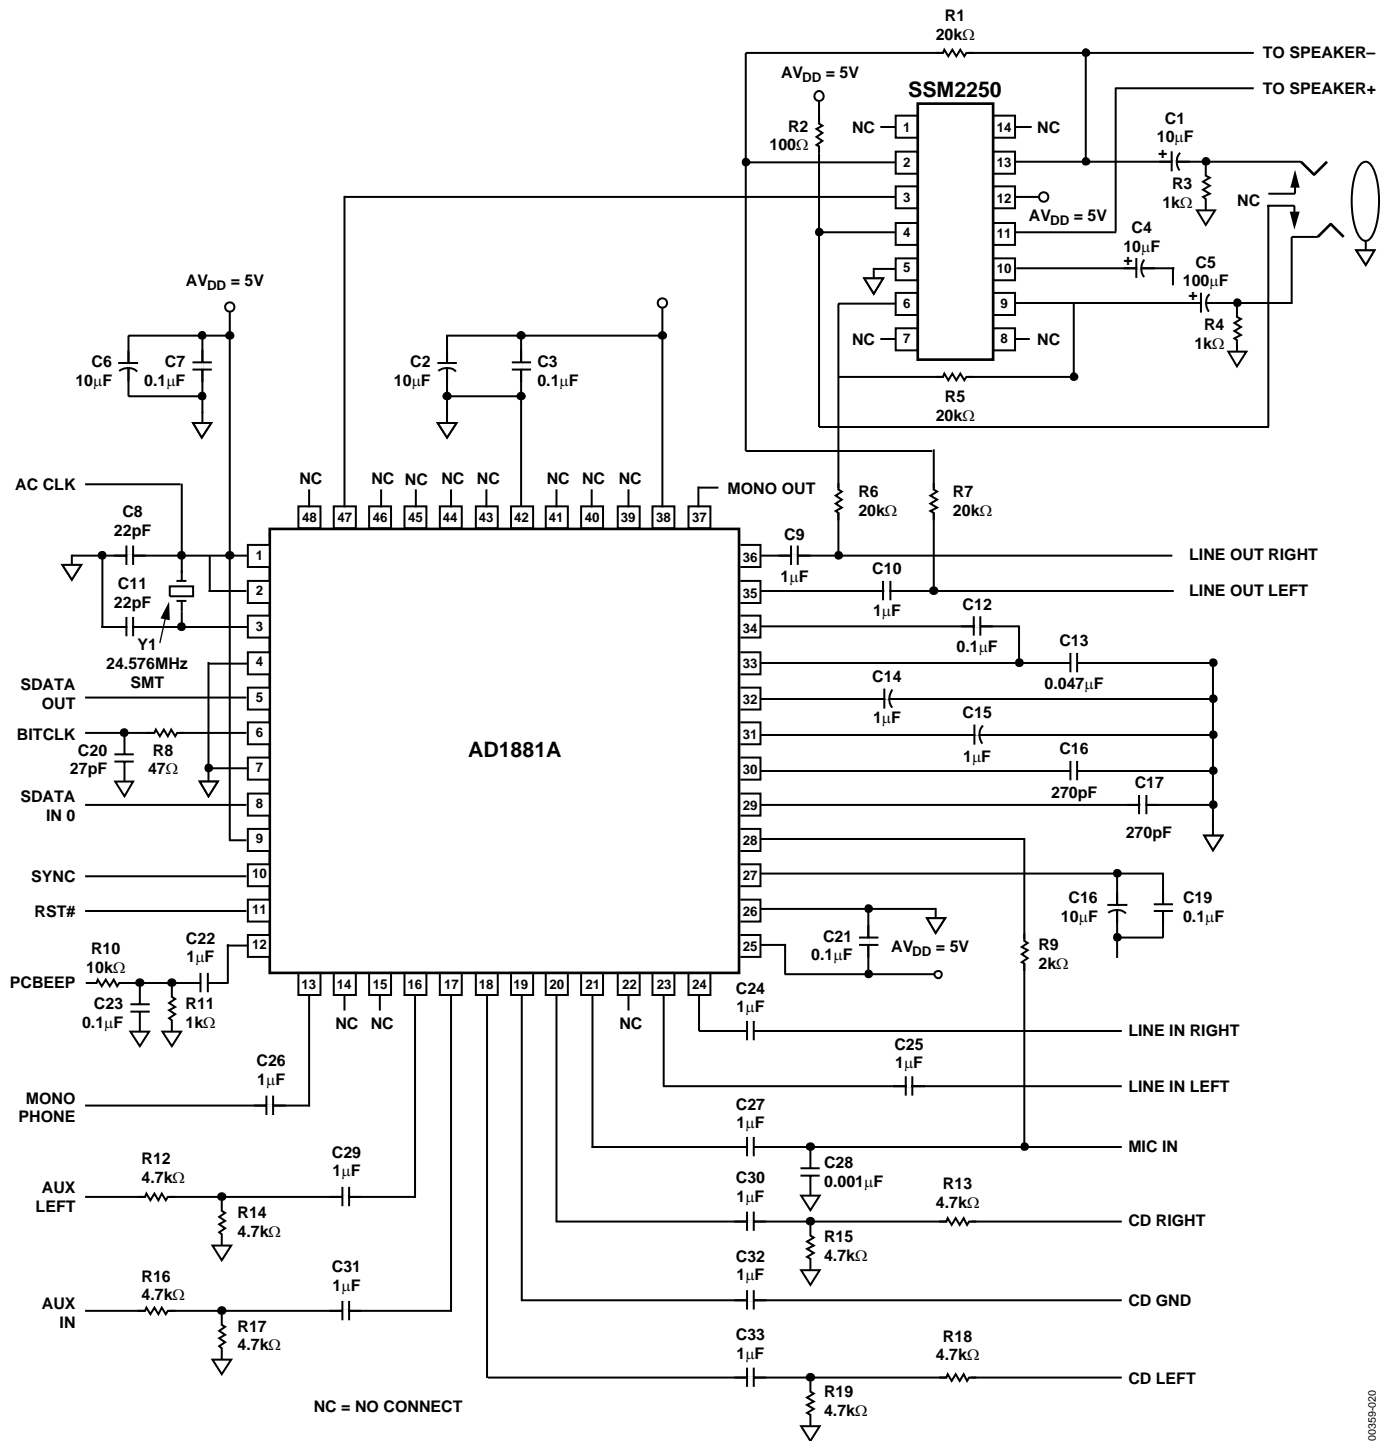 R1
20kΩ
TO SPEAKER–
AVDD = 5V
SSM2250
TO SPEAKER+
R2
100Ω
NC
1
14
NC
C1
10µF
+
2
13
R3
1kΩ
NC
3
12
AVDD = 5V
4
11
C4
10µF
+
5
10
C5
100µF
+
6
9
R4
1kΩ
NC
7
8
NC
R5
20kΩ
AVDD = 5V
C6
10µF
C7
0.1µF
C2
10µF
C3
0.1µF
AC CLK
NC
NC
NC
NC
NC
NC
NC
NC
MONO OUT
48
47
46
45
44
43
42
41
40
39
38
37
R6
20kΩ
R7
20kΩ
C8
22pF
1
36
C9
1µF
LINE OUT RIGHT
C11
22pF
2
35
C10
1µF
LINE OUT LEFT
3
34
C12
0.1µF
Y1
24.576MHz
SMT
4
33
C13
0.047µF
SDATA
OUT
5
32
C14
1µF
BITCLK
C20
27pF
R8
47Ω
6
31
C15
1µF
AD1881A
7
30
C16
270pF
SDATA
IN 0
8
29
C17
270pF
9
28
SYNC
10
27
C16
10µF
C19
0.1µF
RST#
11
26
C21
0.1µF
AVDD = 5V
R9
2kΩ
12
25
R10
10kΩ
C22
1µF
PCBEEP
C23
0.1µF
R11
1kΩ
13
14
15
16
17
18
19
20
21
22
23
24
NC
NC
NC
C24
1µF
LINE IN RIGHT
C26
1µF
C25
1µF
LINE IN LEFT
MONO
PHONE
C27
1µF
MIC IN
C28
0.001µF
R12
4.7kΩ
C29
1µF
AUX
LEFT
R14
4.7kΩ
C30
1µF
R13
4.7kΩ
CD RIGHT
R15
4.7kΩ
R16
4.7kΩ
C31
1µF
C32
1µF
CD GND
AUX
IN
R17
4.7kΩ
C33
1µF
R18
4.7kΩ
CD LEFT
R19
4.7kΩ
NC = NO CONNECT
00359-020